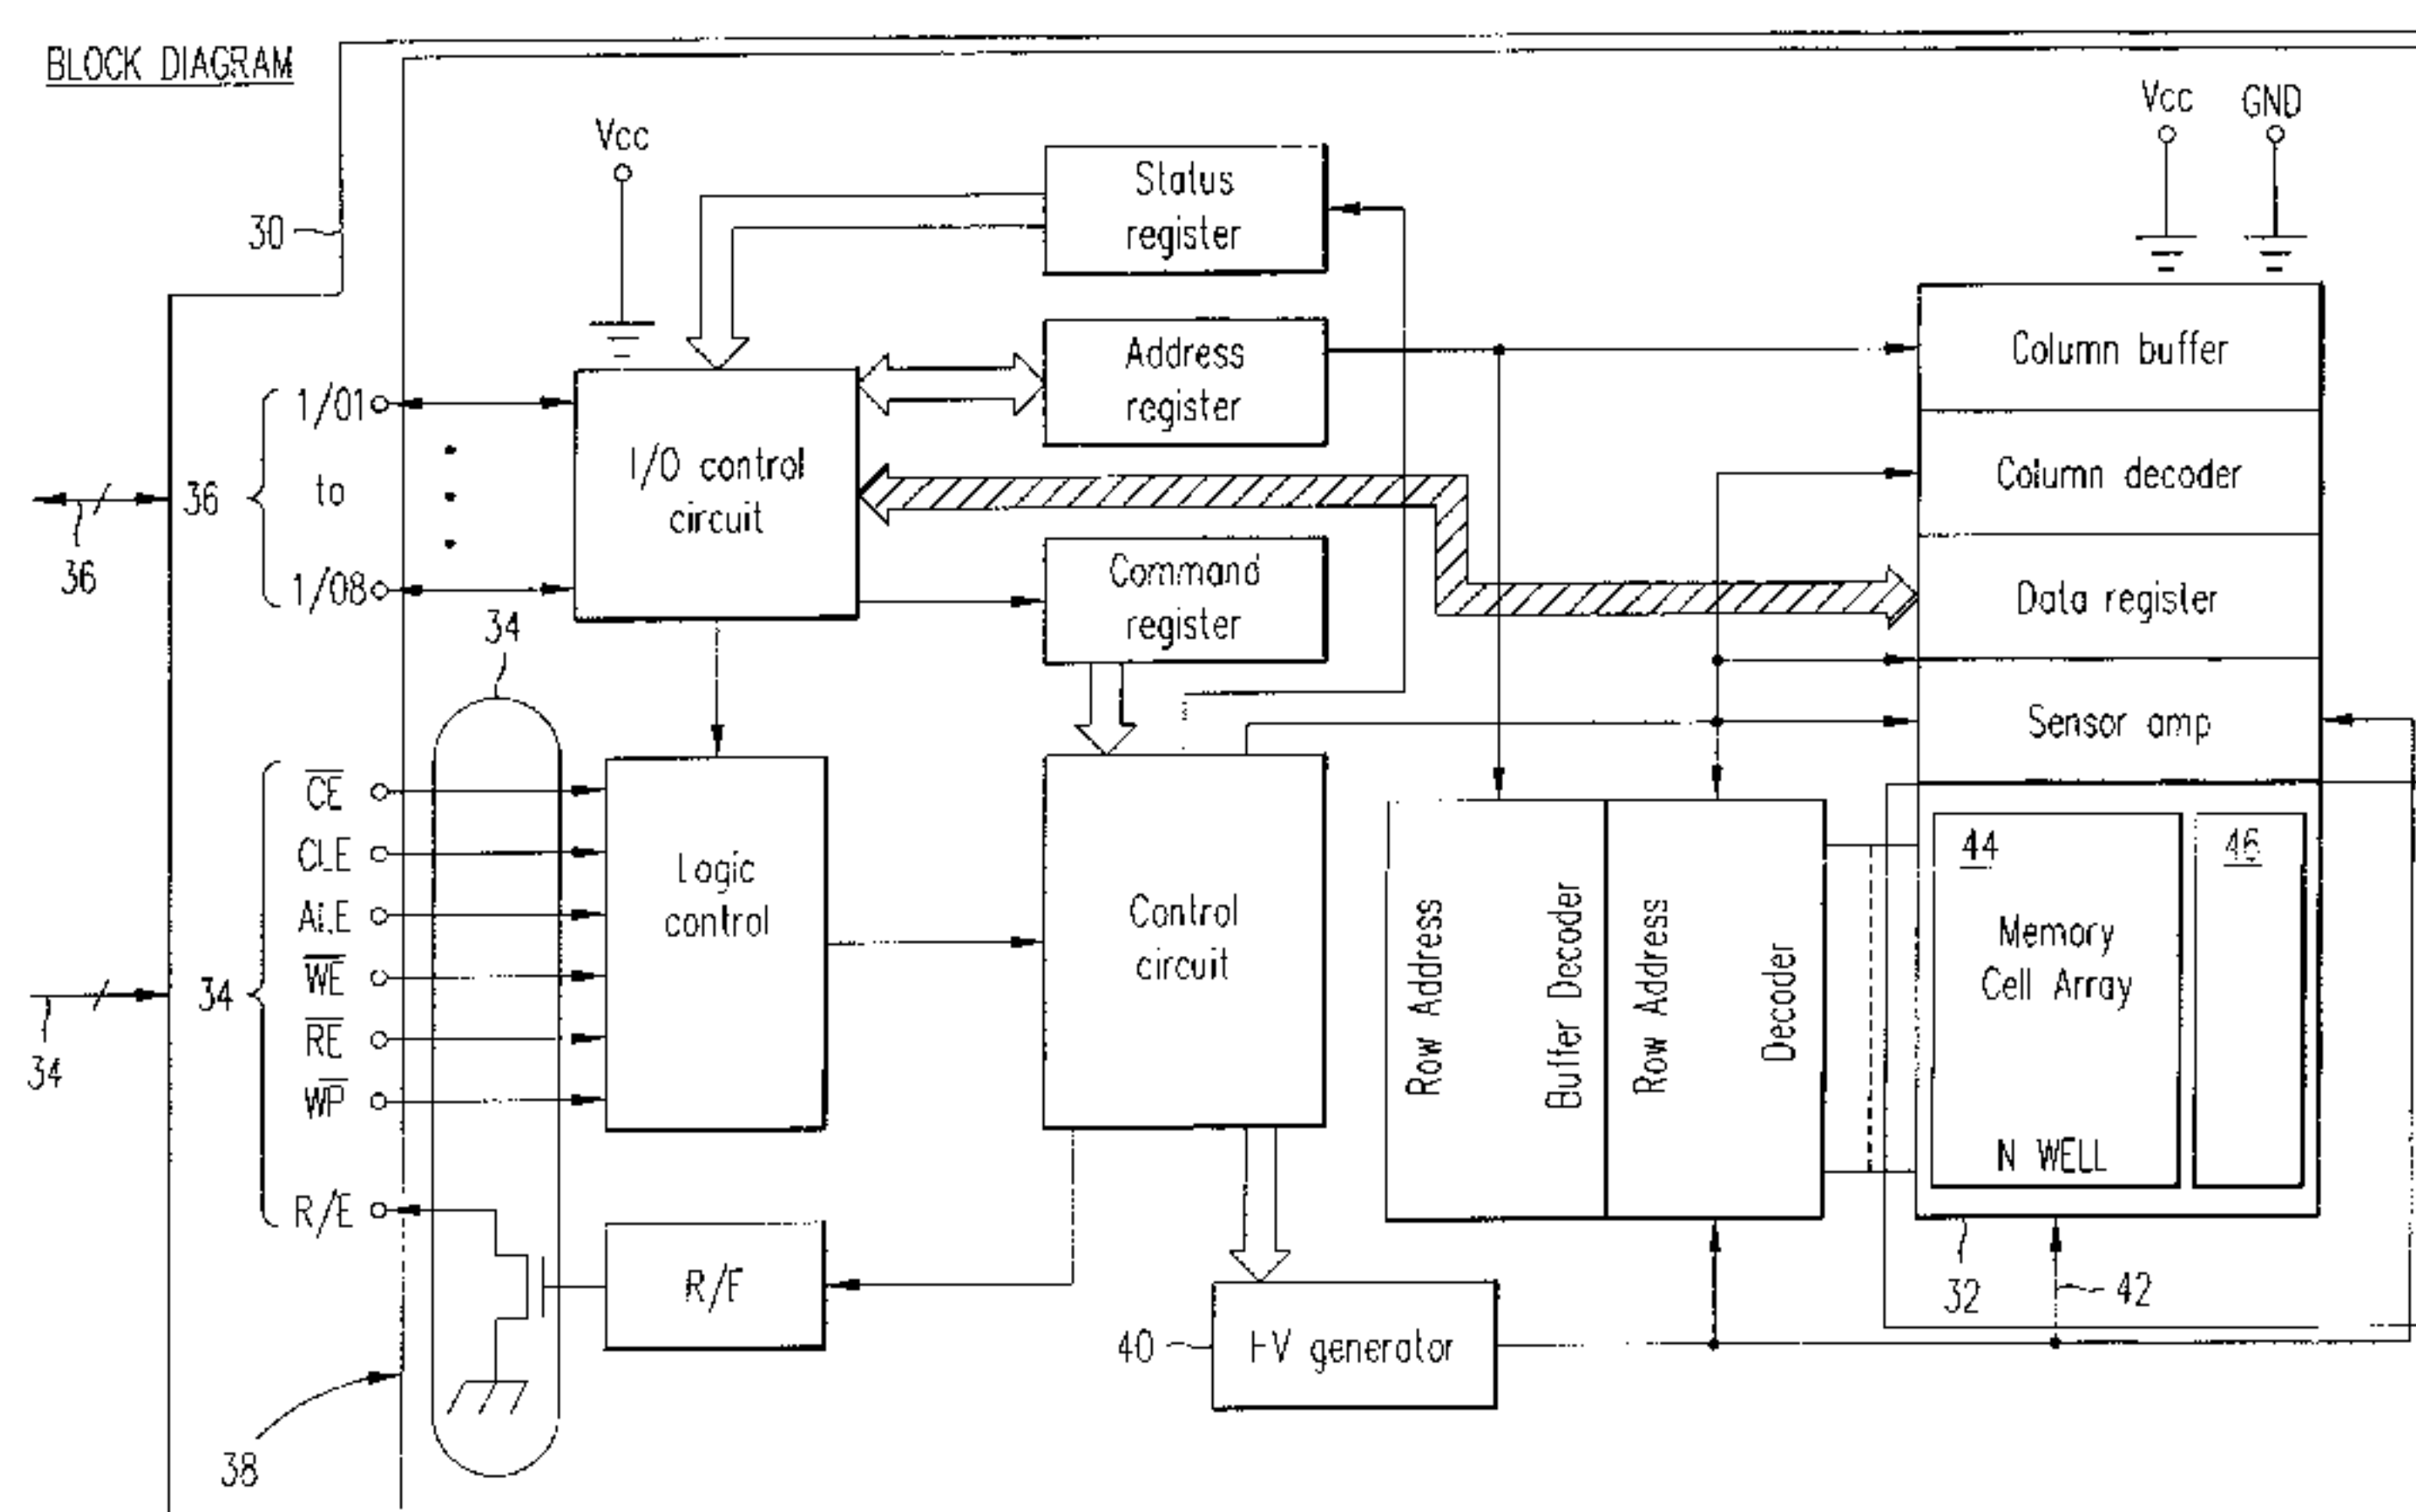 BLOCK DIAGRAM
Vcc
GND
Vcc
Status
register
30
Address
register
Column buffer
1/01
to
1/08
36
36
I/O control
circuit
Column decoder
Command
register
Data register
34
Sensor amp
34
34
CE
CLE
ALE
WE
RE
WP
R/E
Logic
control
Control
circuit
Row Address
Buffer Decoder
Row Address
Decoder
44
46
Memory
Cell Array
N WELL
R/E
32
42
40
HV generator
38